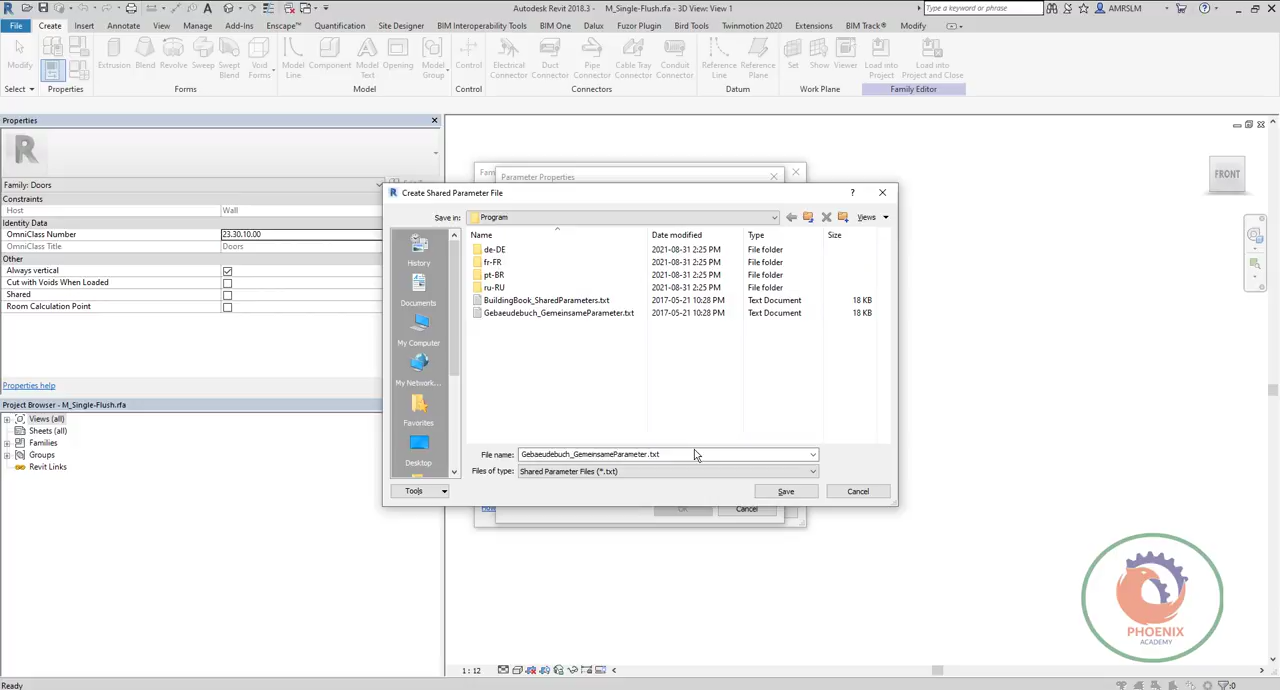 Autodesk Revit 2018.3 - M_Single-Flush.rfa - 3D View: View 1
Type a keyword or phrase
AMRSLM
File Create Insert Annotate View Manage Add-Ins Enscape™ Quantification Site Designer BIM Interoperability Tools BIM One Dalux Fuzor Plugin Bird Tools Twinmotion 2020 Extensions BIM Track® Modify
Modify
Extrusion Blend Revolve Sweep Swept Blend Void Forms
Model Line Component Model Text Opening Model Group
Control
Electrical Connector Duct Connector Pipe Connector Cable Tray Connector Conduit Connector
Reference Line Reference Plane
Set Show Viewer
Load into Project Load into Project and Close
Select Properties Forms Model Control Connectors Datum Work Plane Family Editor
Properties
Family: Doors
Constraints
Host Wall
Identity Data
OmniClass Number 23.30.10.00
OmniClass Title Doors
Other
Always vertical
Cut with Voids When Loaded
Shared
Room Calculation Point
Properties help
Project Browser - M_Single-Flush.rfa
Views (all)
Sheets (all)
Families
Groups
Revit Links
FRONT
Parameter Properties
Create Shared Parameter File
Save in: Program
Views
Name Date modified Type Size
de-DE 2021-08-31 2:25 PM File folder
fr-FR 2021-08-31 2:25 PM File folder
pt-BR 2021-08-31 2:25 PM File folder
ru-RU 2021-08-31 2:25 PM File folder
BuildingBook_SharedParameters.txt 2017-05-21 10:28 PM Text Document 18 KB
Gebaeudebuch_GemeinsameParameter.txt 2017-05-21 10:28 PM Text Document 18 KB
History
Documents
My Computer
My Network...
Favorites
Desktop
File name: Gebaeudebuch_GemeinsameParameter.txt
Files of type: Shared Parameter Files (*.txt)
Tools
Save
Cancel
OK
Cancel
PHOENIX
ACADEMY
1 : 12
Ready
:0